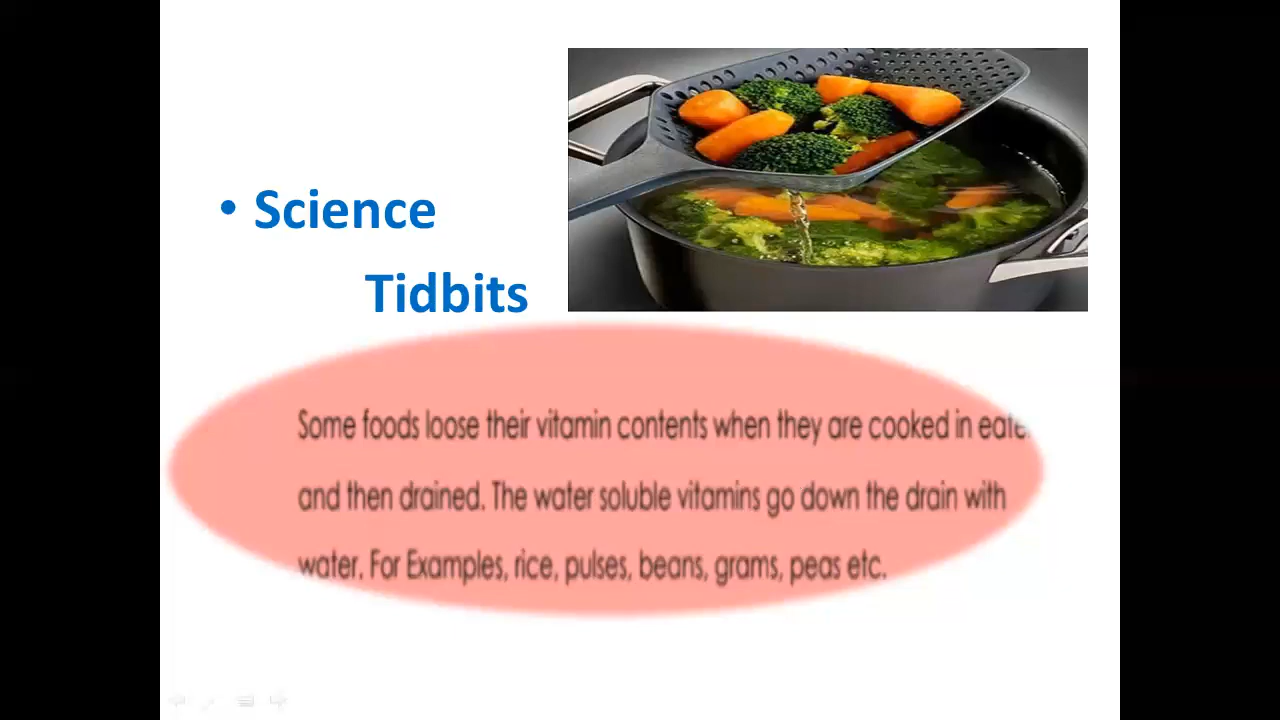 • Science
Tidbits
Some foods loose their vitamin contents when they are cooked in
and then drained. The water soluble vitamins go down the drain with
water. For Examples, rice, pulses, beans, grams, peas etc.